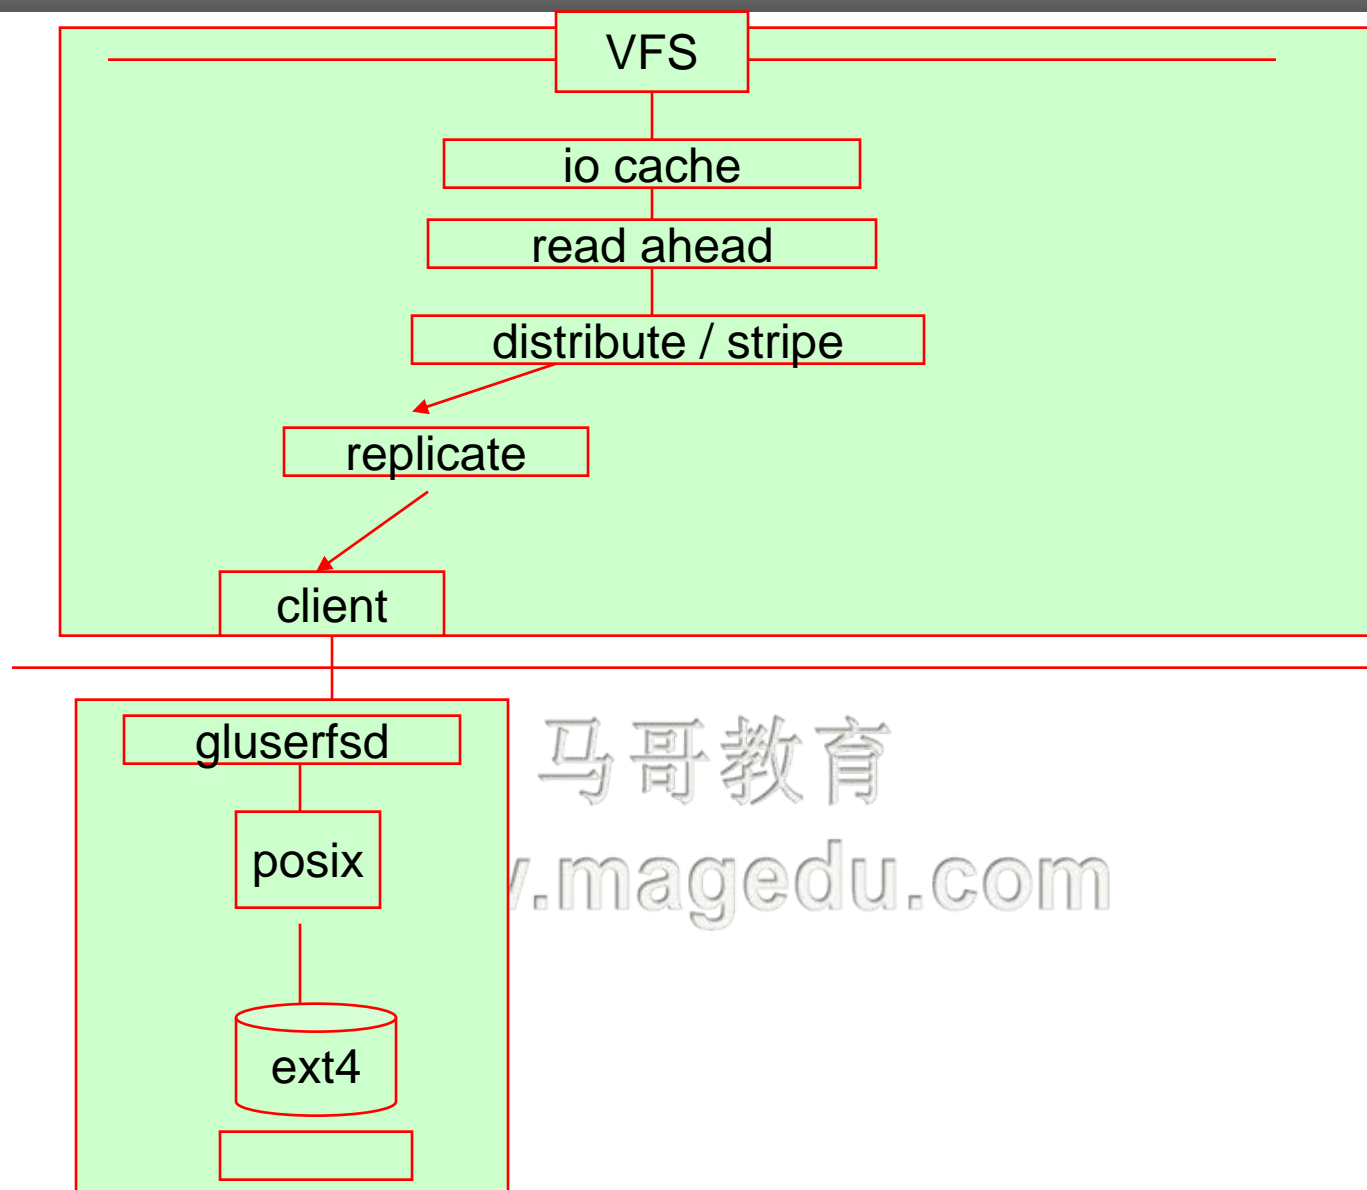 VFS
io cache
read ahead
distribute / stripe
replicate
client
gluserfsd
马哥教育
posix
.magedu.com
ext4